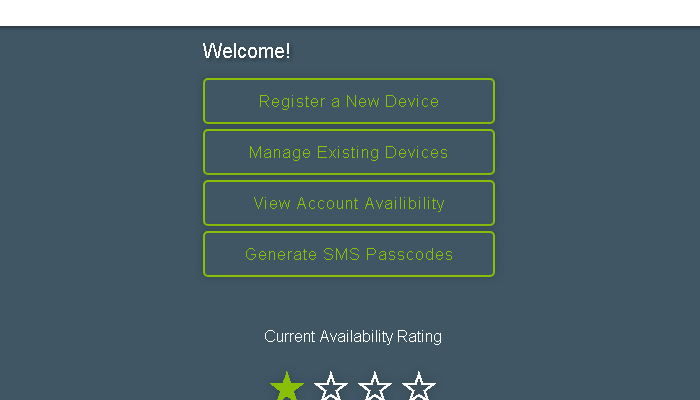 Welcome!
Register a New Device
Manage Existing Devices
View Account Availibility
Generate SMS Passcodes
Current Availability Rating